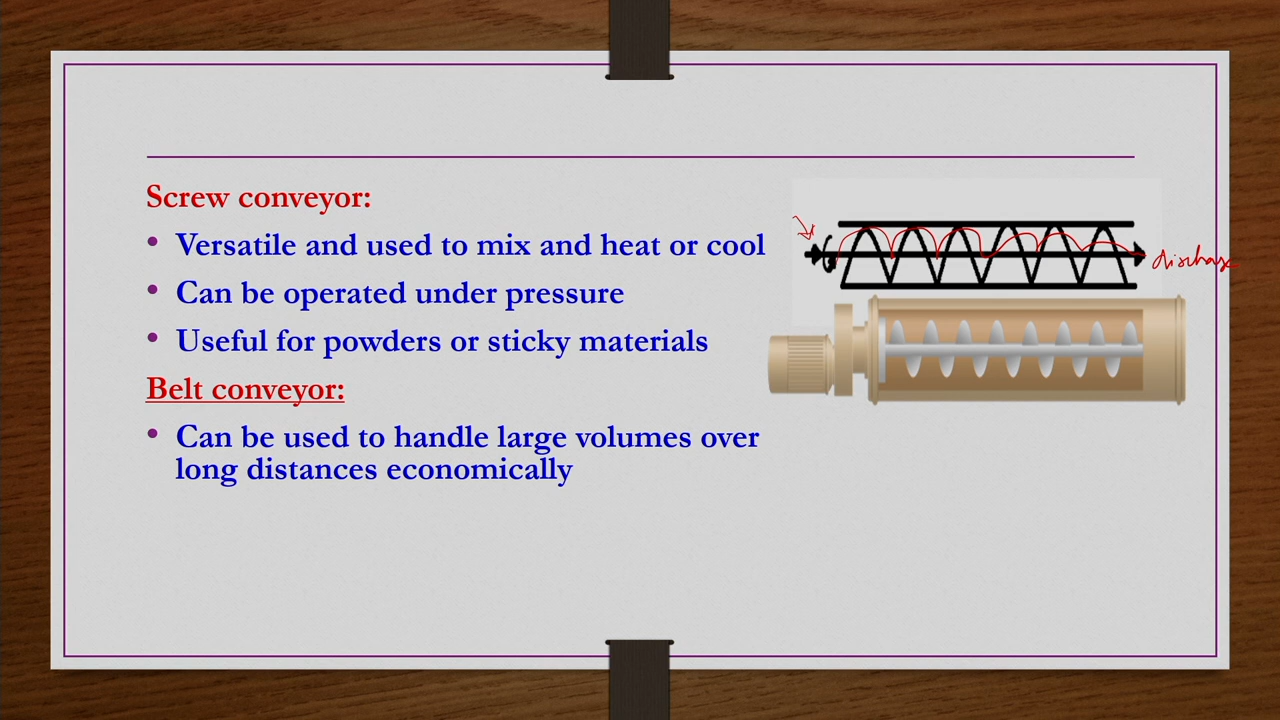 Screw conveyor:
• Versatile and used to mix and heat or cool
• Can be operated under pressure
• Useful for powders or sticky materials
Belt conveyor:
• Can be used to handle large volumes over
long distances economically
discharge